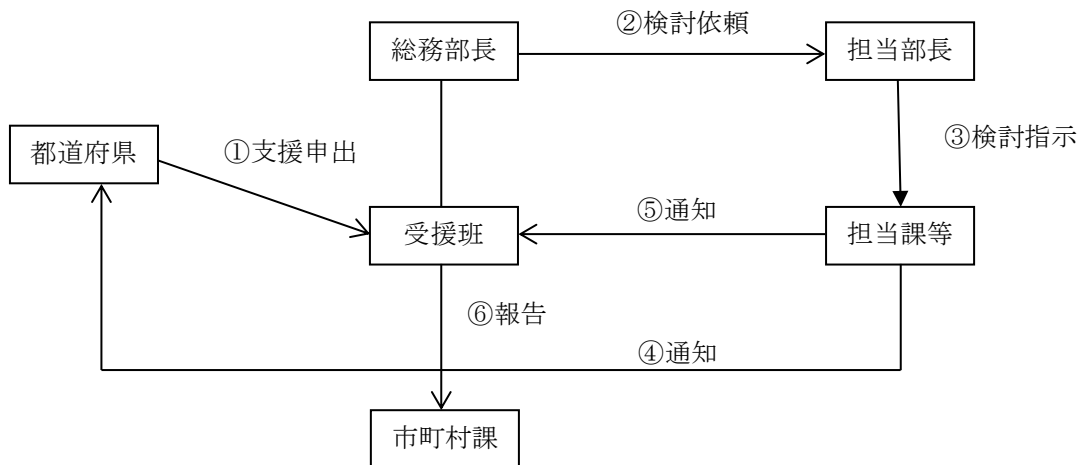 ②検討依頼
総務部長
担当部長
都道府県
①支援申出
③検討指示
⑤通知
受援班
担当課等
⑥報告
④通知
市町村課